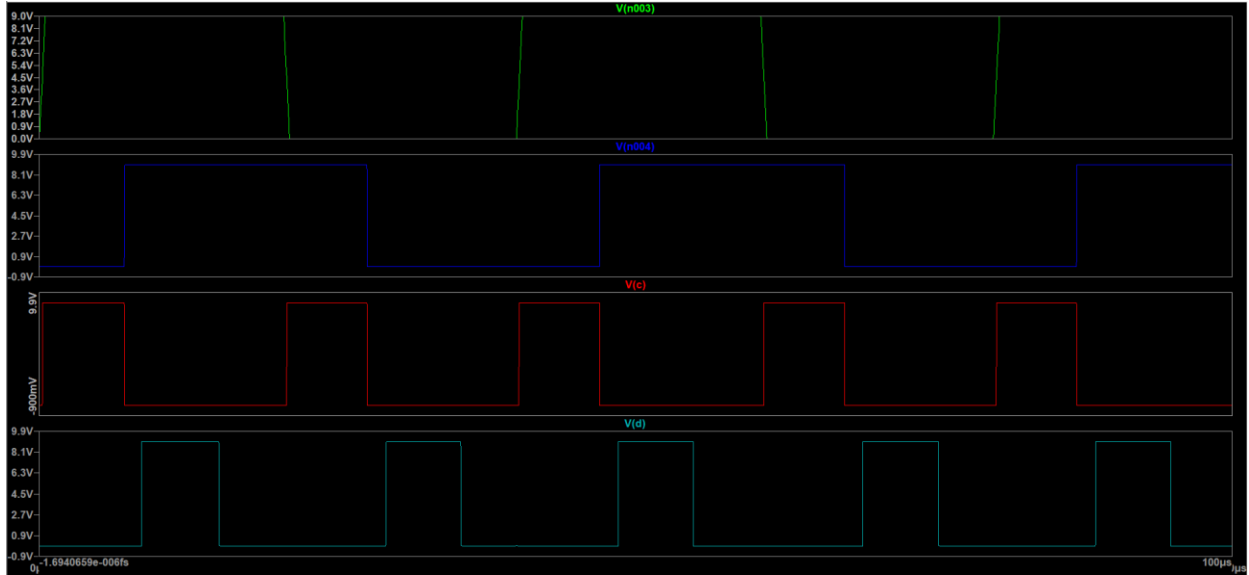 V(n003)
9.0V
8.1V
7.2V
6.3V
5.4V
4.5V
3.6V
2.7V
1.8V
0.9V
0.0V
V(n004)
9.9V
8.1V
6.3V
4.5V
2.7V
0.9V
-0.9V
V(c)
9.9V
-900mV
V(d)
9.9V
8.1V
6.3V
4.5V
2.7V
0.9V
-0.9V
-1.6940659e-006fs
100µs